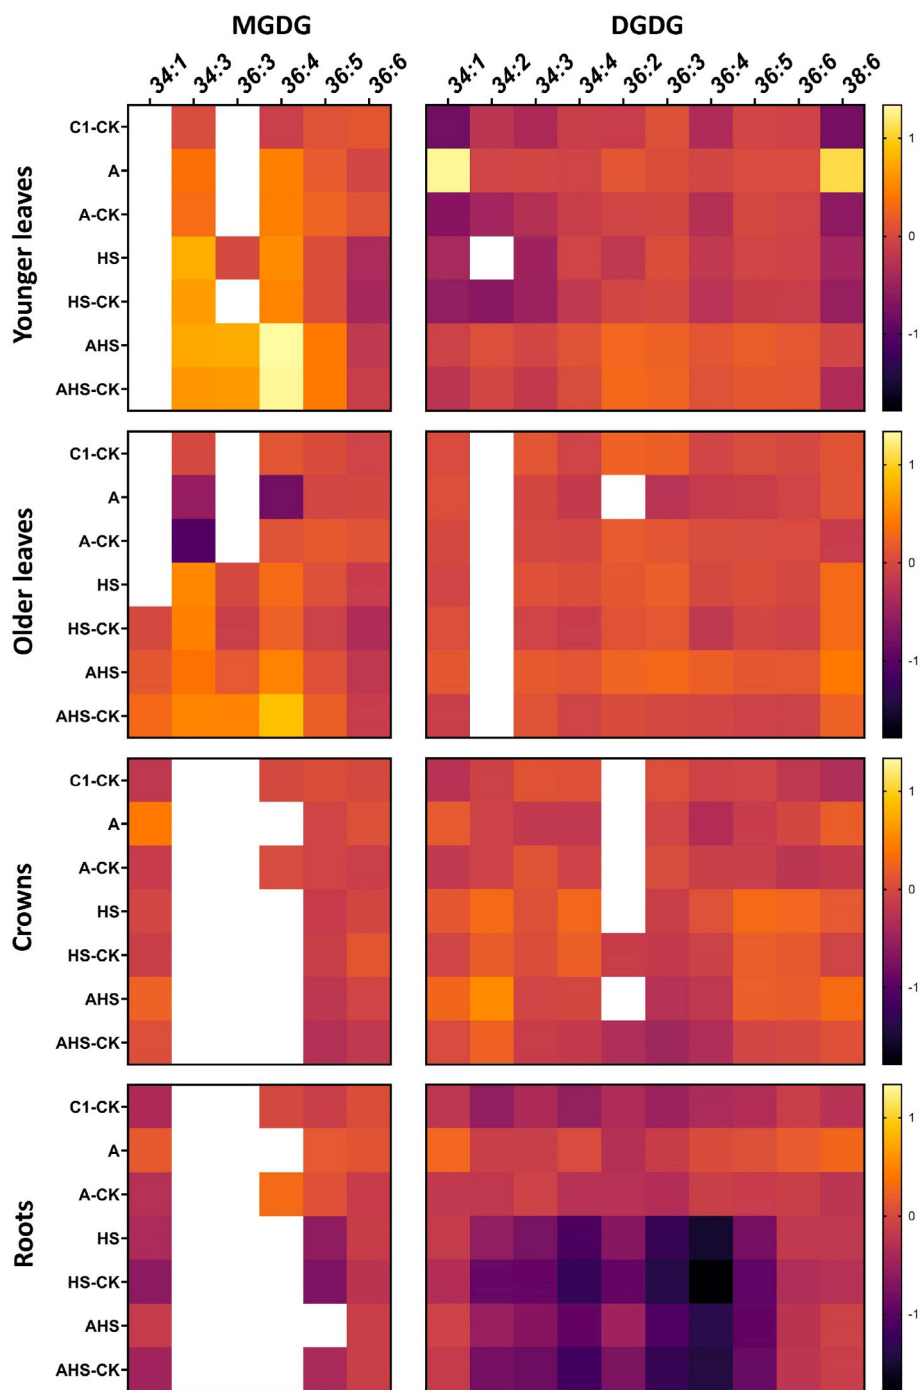 MGDG DGDG
34:1 34:3 36:3 36:4 36:5 36:6 34:1 34:2 34:3 34:4 36:2 36:3 36:4 36:5 36:6 38:6
Younger leaves
C1-CK
A
A-CK
HS
HS-CK
AHS
AHS-CK
1
0
-1
Older leaves
C1-CK
A
A-CK
HS
HS-CK
AHS
AHS-CK
1
0
-1
Crowns
C1-CK
A
A-CK
HS
HS-CK
AHS
AHS-CK
1
0
-1
Roots
C1-CK
A
A-CK
HS
HS-CK
AHS
AHS-CK
1
0
-1